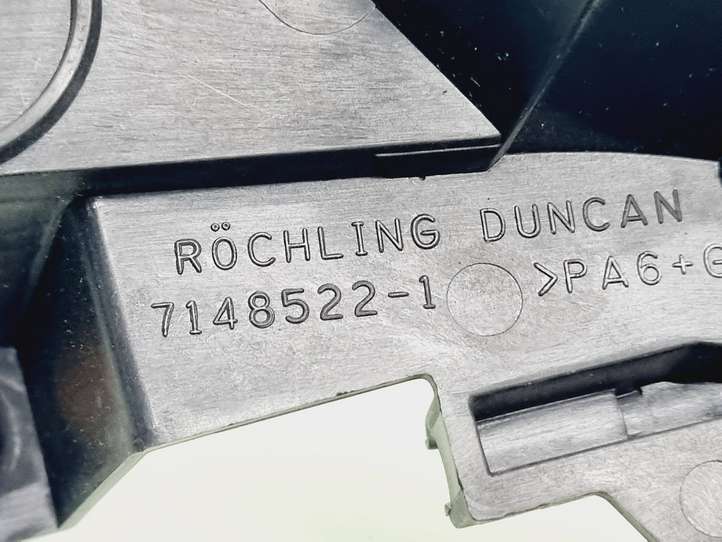 RÖCHLING DUNCAN
7148522-1 >PA6+G